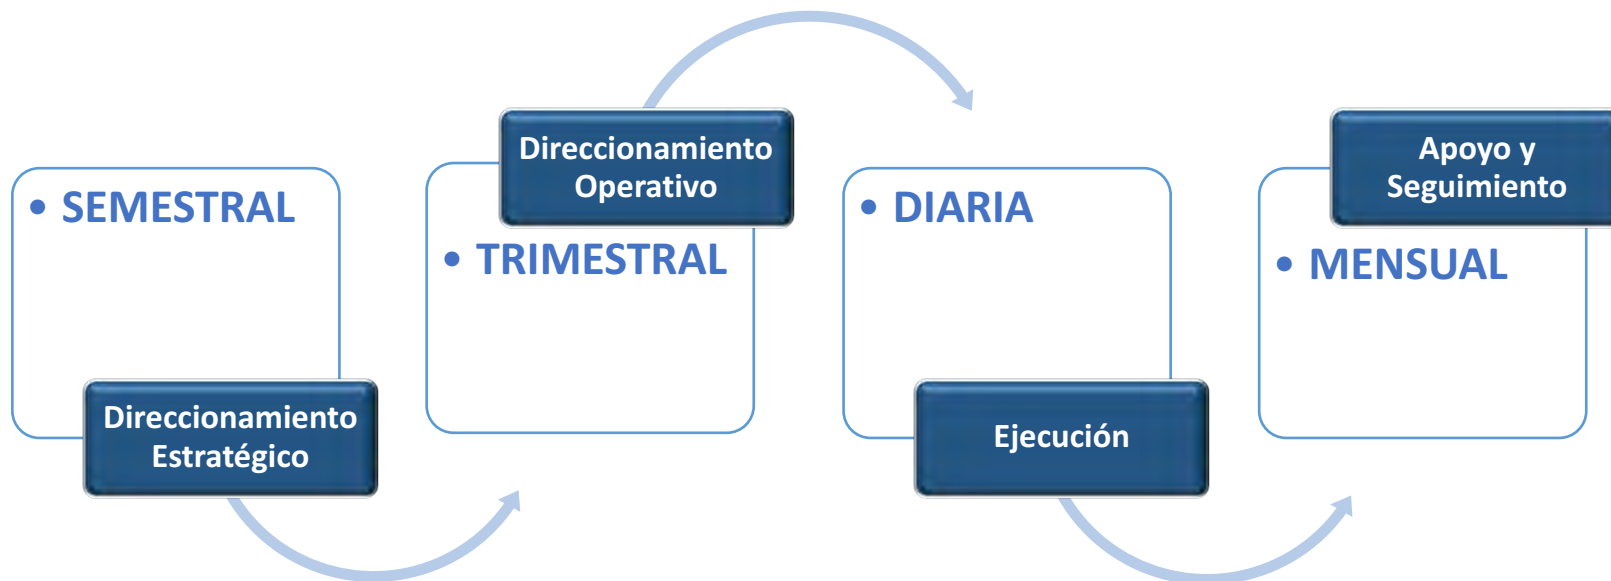 • SEMESTRAL
Direccionamiento
Estratégico
Direccionamiento
Operativo
• TRIMESTRAL
• DIARIA
Ejecución
Apoyo y
Seguimiento
• MENSUAL